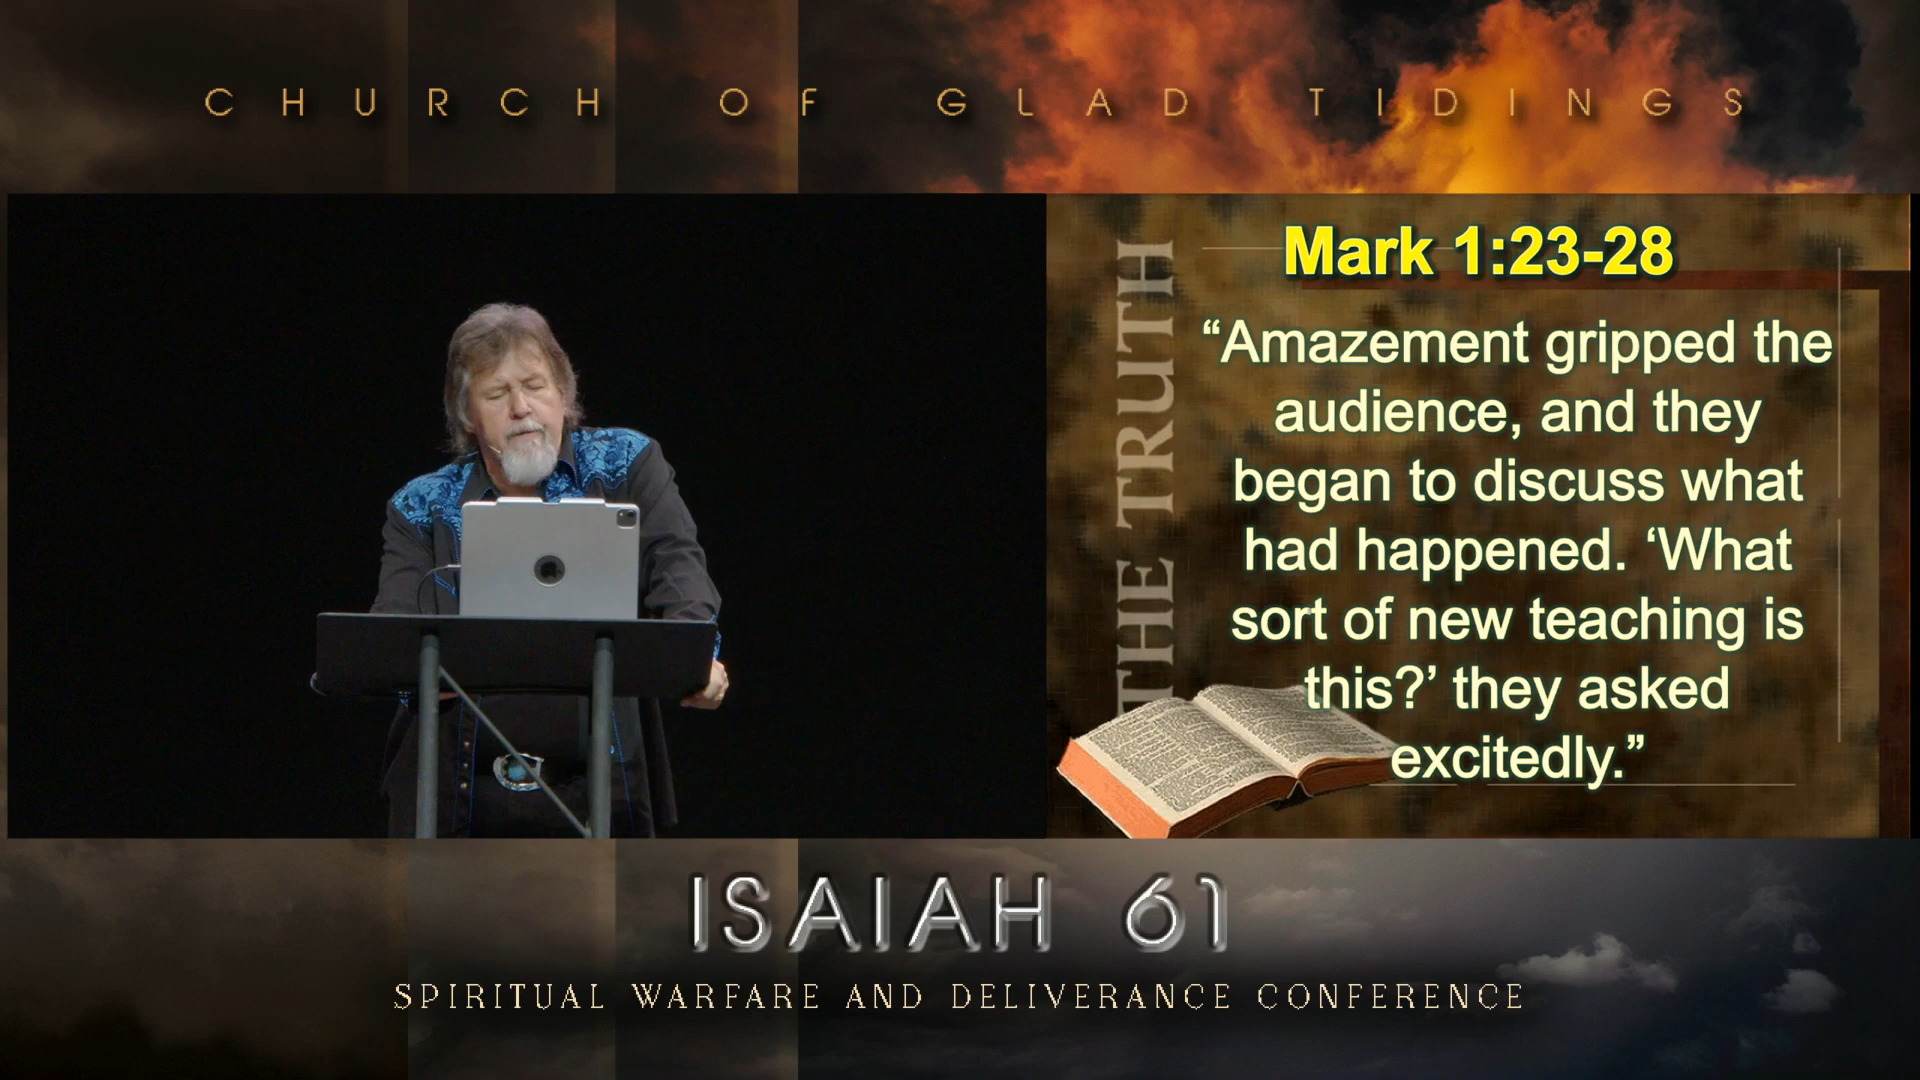 CHURCH OF GLAD TIDINGS
THE TRUTH
Mark 1:23-28
“Amazement gripped the
audience, and they
began to discuss what
had happened. ‘What
sort of new teaching is
this?’ they asked
excitedly.”
ISAIAH 61
SPIRITUAL WARFARE AND DELIVERANCE CONFERENCE